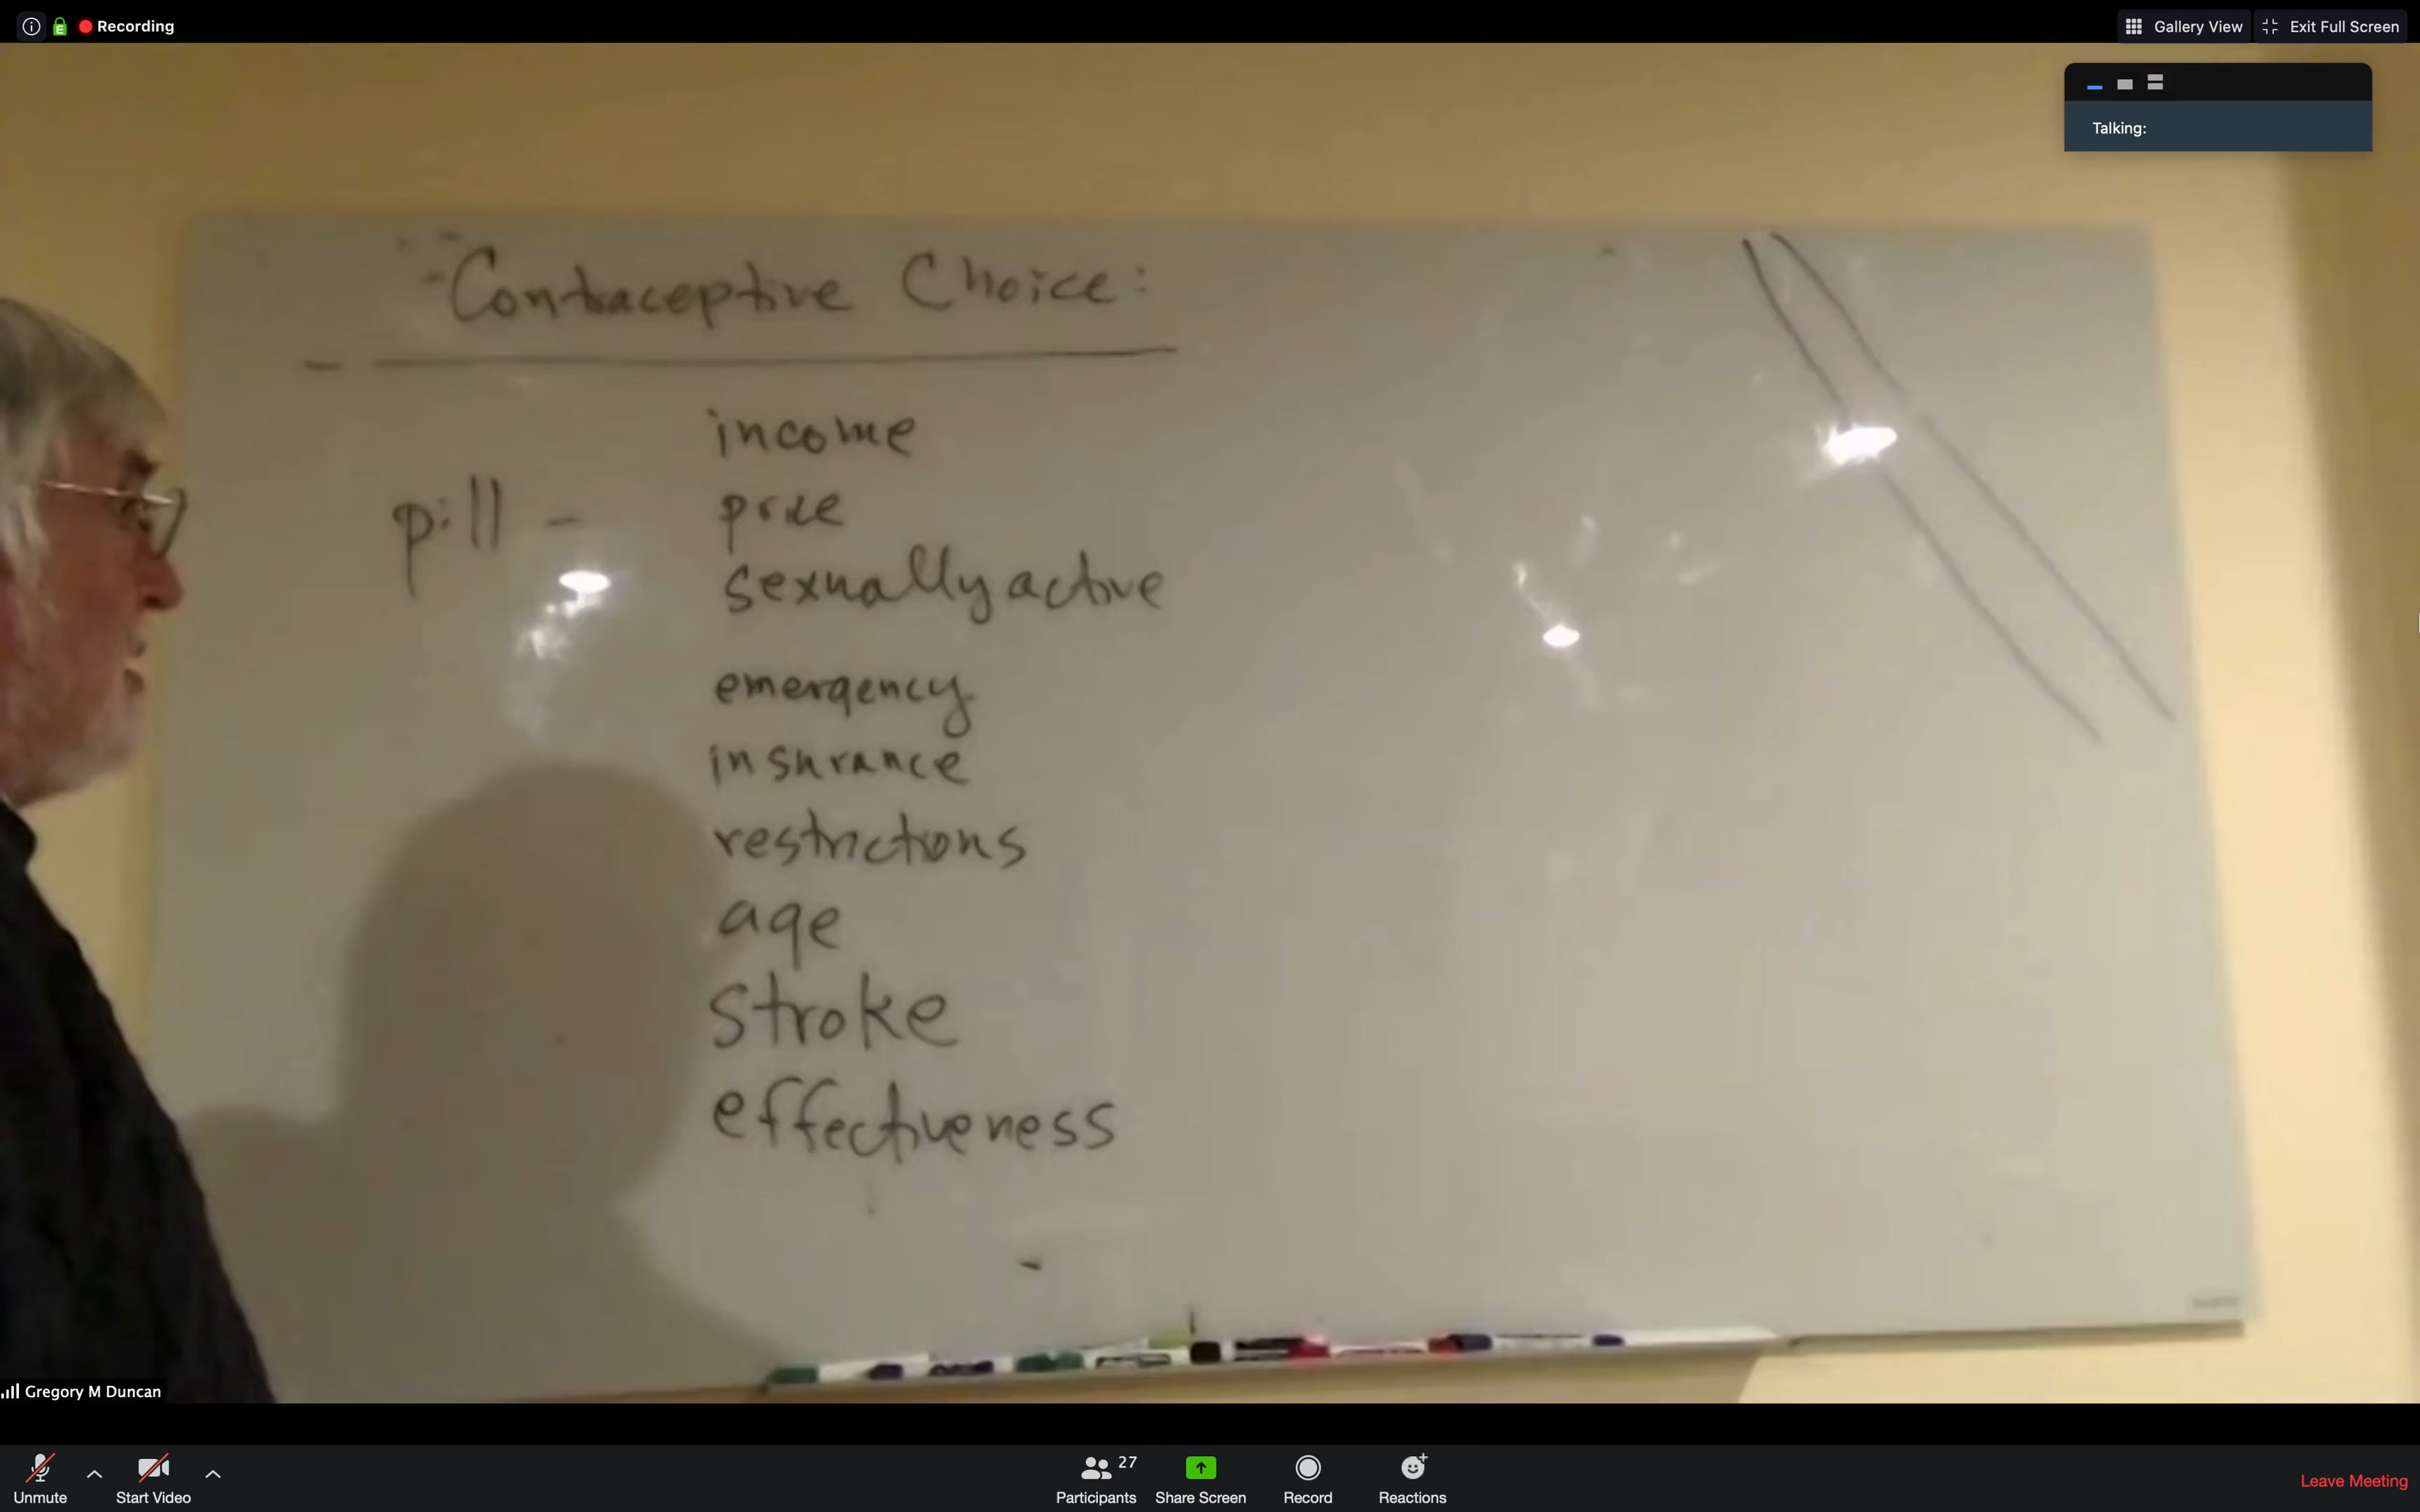 Recording
Gallery View
Exit Full Screen
Talking:
Contraceptive Choice:
income
pill - price
sexually active
emergency
insurance
restrictions
age
stroke
effectiveness
Gregory M Duncan
Unmute
Start Video
27
Participants
Share Screen
Record
Reactions
Leave Meeting